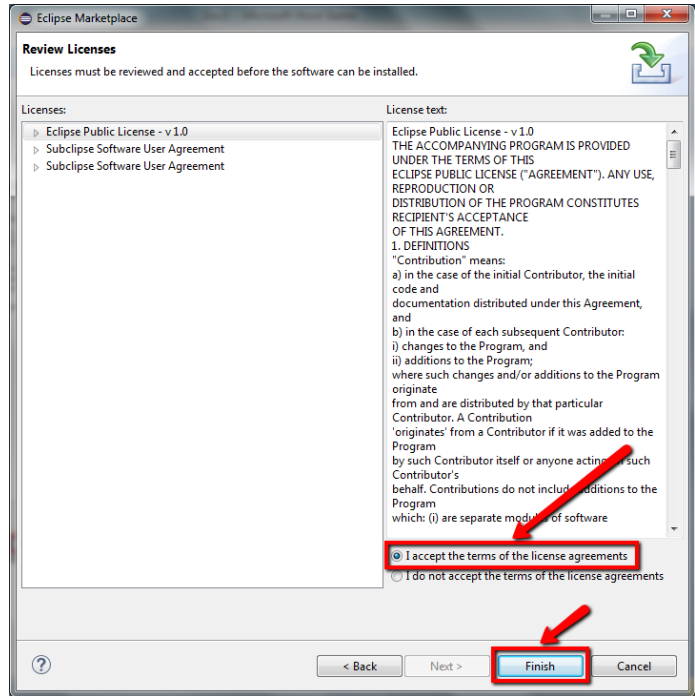 Eclipse Marketplace
Review Licenses
Licenses must be reviewed and accepted before the software can be installed.
Licenses:
Eclipse Public License - v 1.0
Subclipse Software User Agreement
Subclipse Software User Agreement
License text:
Eclipse Public License - v 1.0
THE ACCOMPANYING PROGRAM IS PROVIDED
UNDER THE TERMS OF THIS
ECLIPSE PUBLIC LICENSE ("AGREEMENT"). ANY USE,
REPRODUCTION OR
DISTRIBUTION OF THE PROGRAM CONSTITUTES
RECIPIENT'S ACCEPTANCE
OF THIS AGREEMENT.
1. DEFINITIONS
"Contribution" means:
a) in the case of the initial Contributor, the initial
code and
documentation distributed under this Agreement,
and
b) in the case of each subsequent Contributor:
i) changes to the Program, and
ii) additions to the Program;
where such changes and/or additions to the Program
originate
from and are distributed by that particular
Contributor. A Contribution
'originates' from a Contributor if it was added to the
Program
by such Contributor itself or anyone acting such
Contributor's
behalf. Contributions do not include additions to the
Program
which: (i) are separate modules of software
I accept the terms of the license agreements
I do not accept the terms of the license agreements
?
< Back
Next >
Finish
Cancel